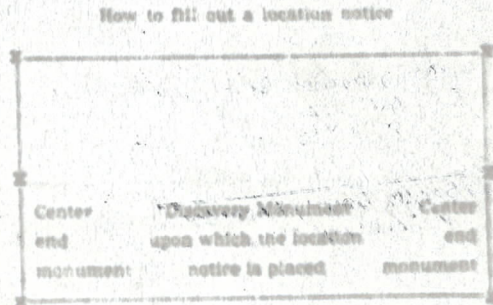 How to fill out a location notice
Center Discovery Monument Center
end upon which the location end
monument notice is placed monument